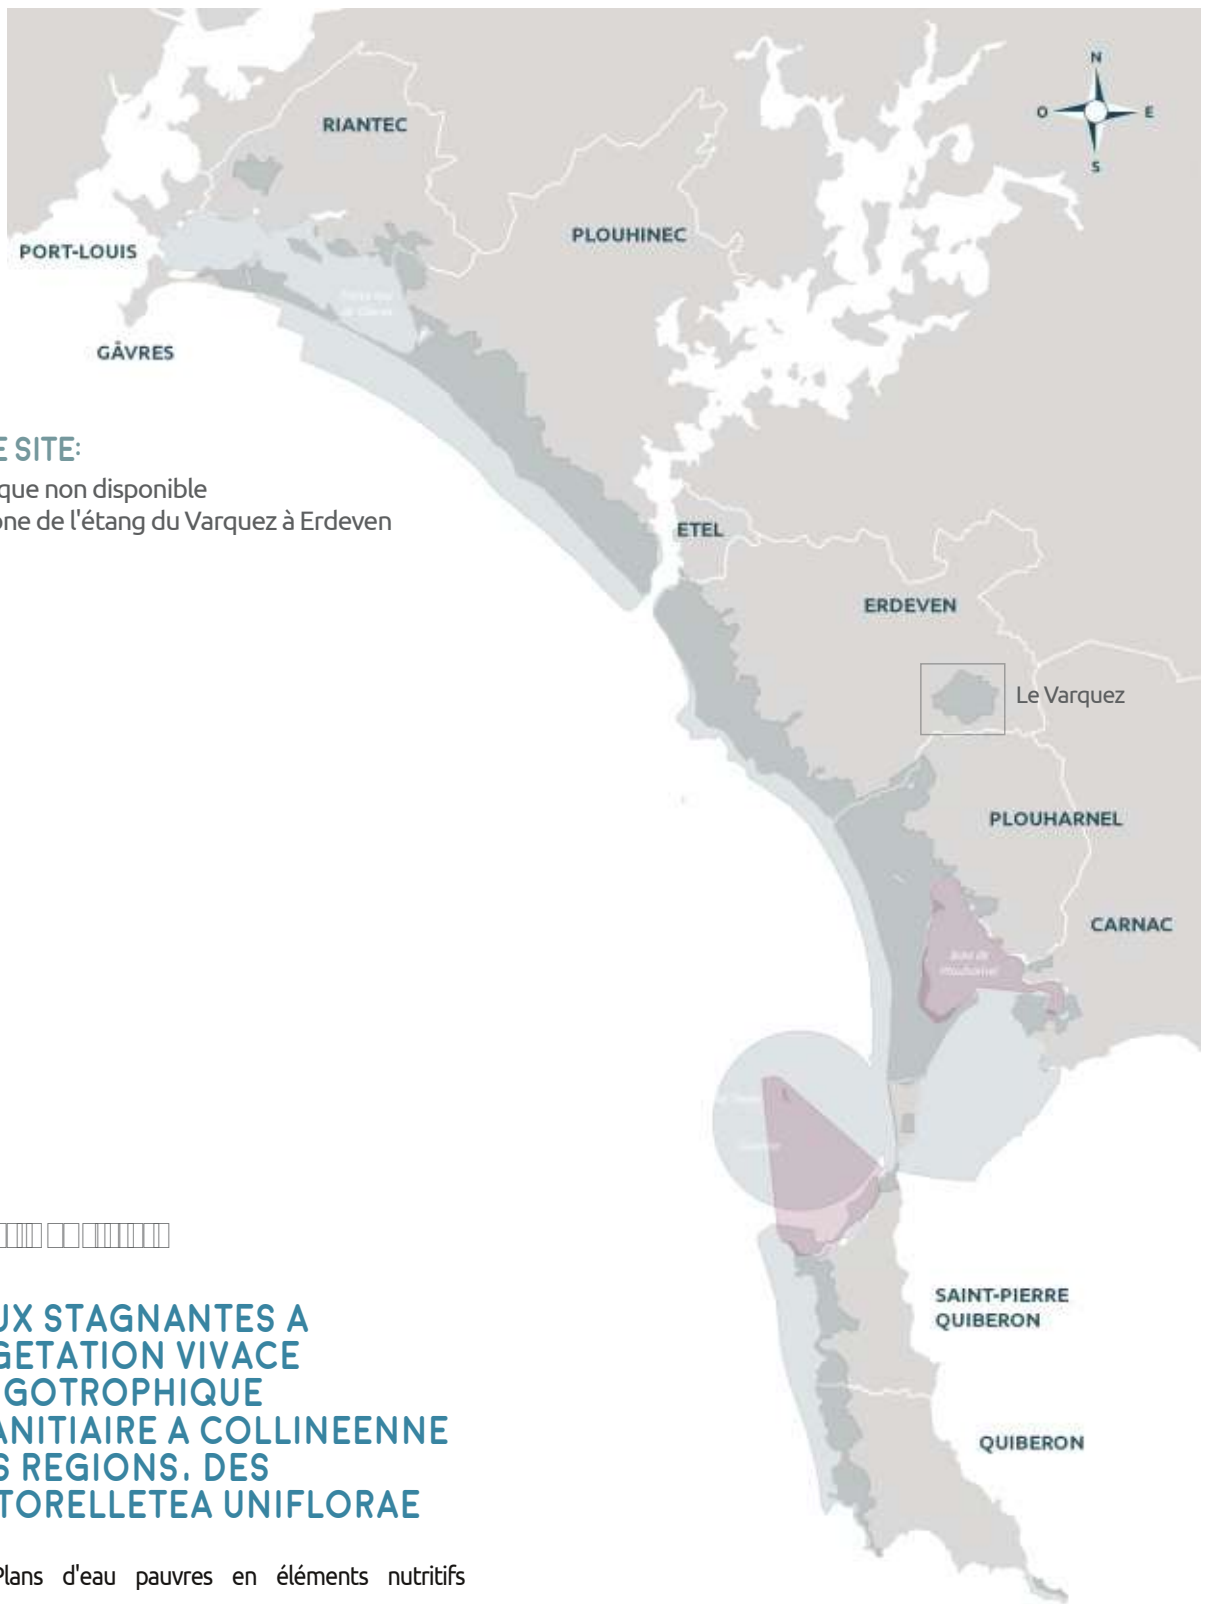 N
O
E
S
RIANTEC
PLOUHINEC
PORT-LOUIS
GÂVRES
E SITE:
que non disponible
one de l'étang du Varquez à Erdeven
ETEL
ERDEVEN
Le Varquez
PLOUHARNEL
CARNAC
SAINT-PIERRE
QUIBERON
QUIBERON
UX STAGNANTES A
GETATION VIVACE
GOTROPHIQUE
ANITIAIRE A COLLINEENNE
S REGIONS. DES
TORELLETEA UNIFLORAE
Plans d'eau pauvres en éléments nutritifs